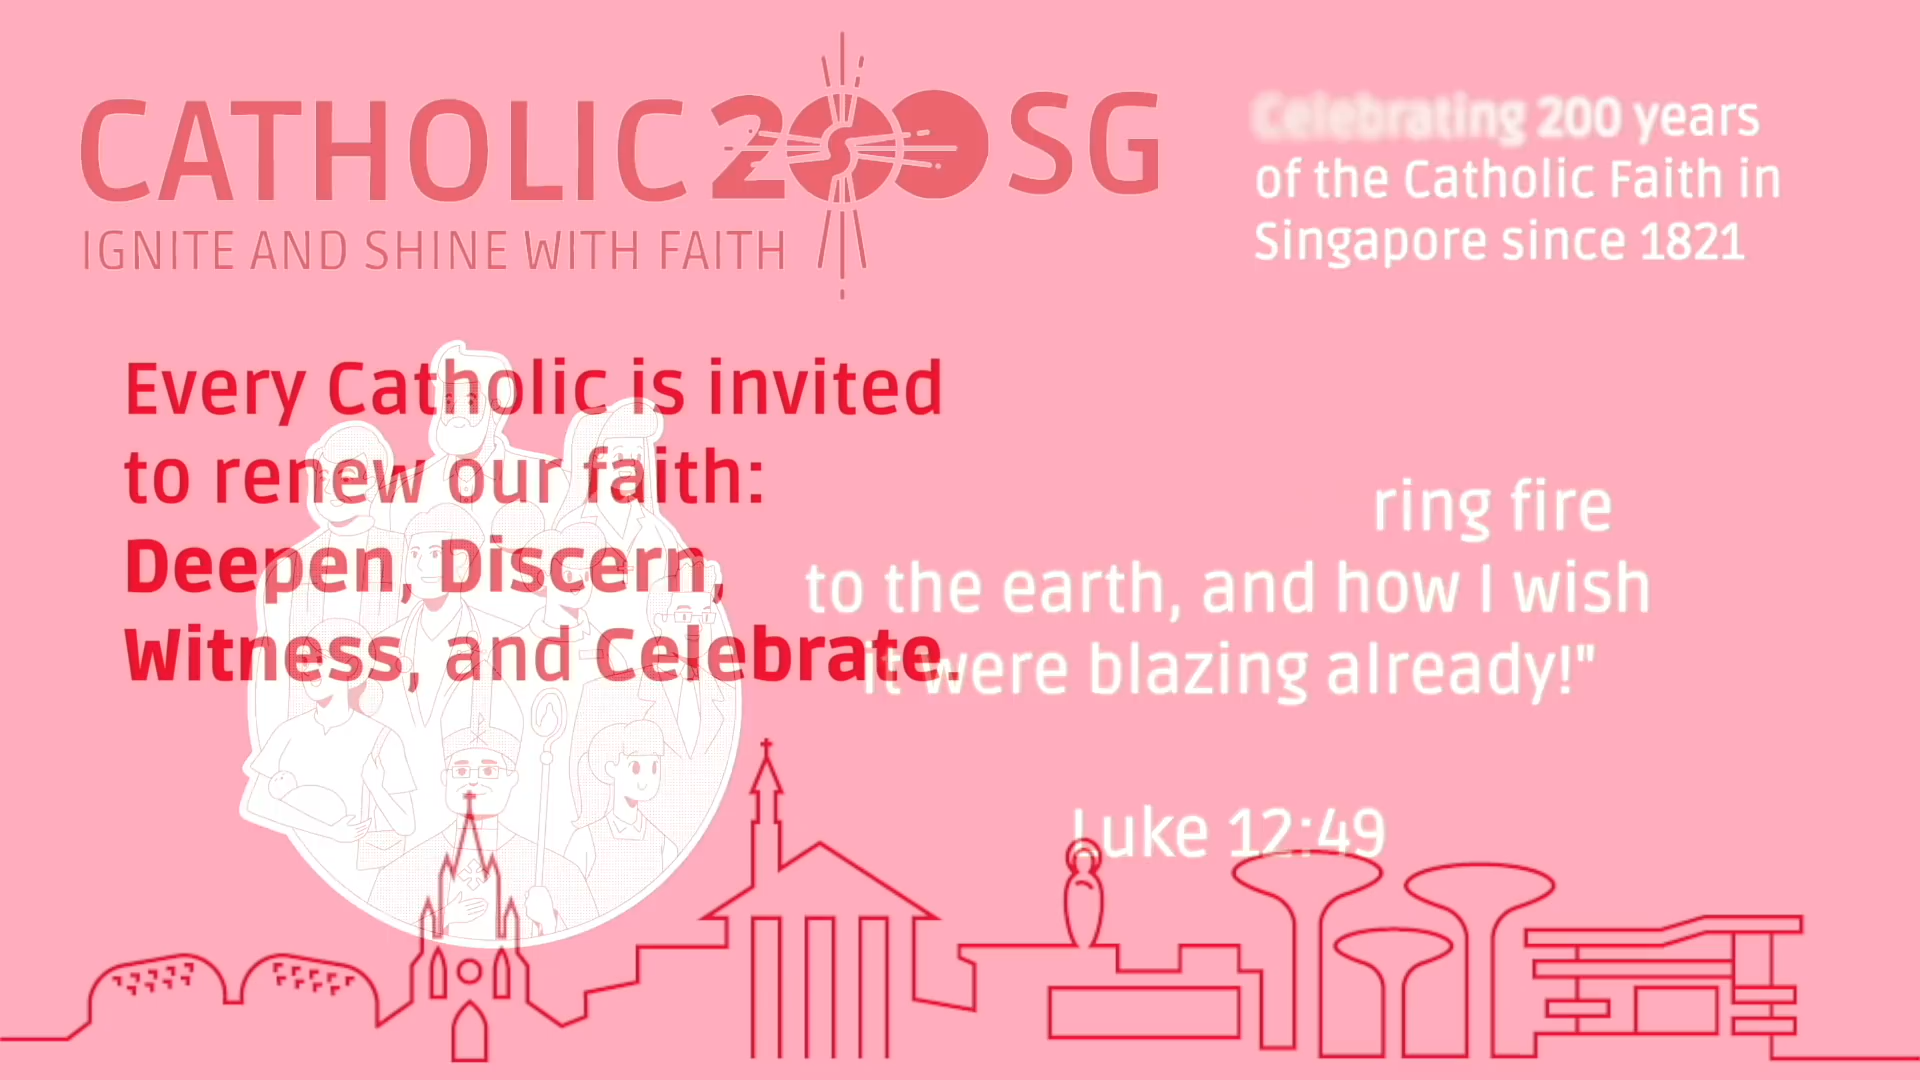 CATHOLIC 200 SG
IGNITE AND SHINE WITH FAITH
Celebrating 200 years
of the Catholic Faith in
Singapore since 1821
Every Catholic is invited
to renew our faith:
Deepen, Discern,
Witness, and Celebrate.
ring fire
to the earth, and how I wish
it were blazing already!"
Luke 12:49